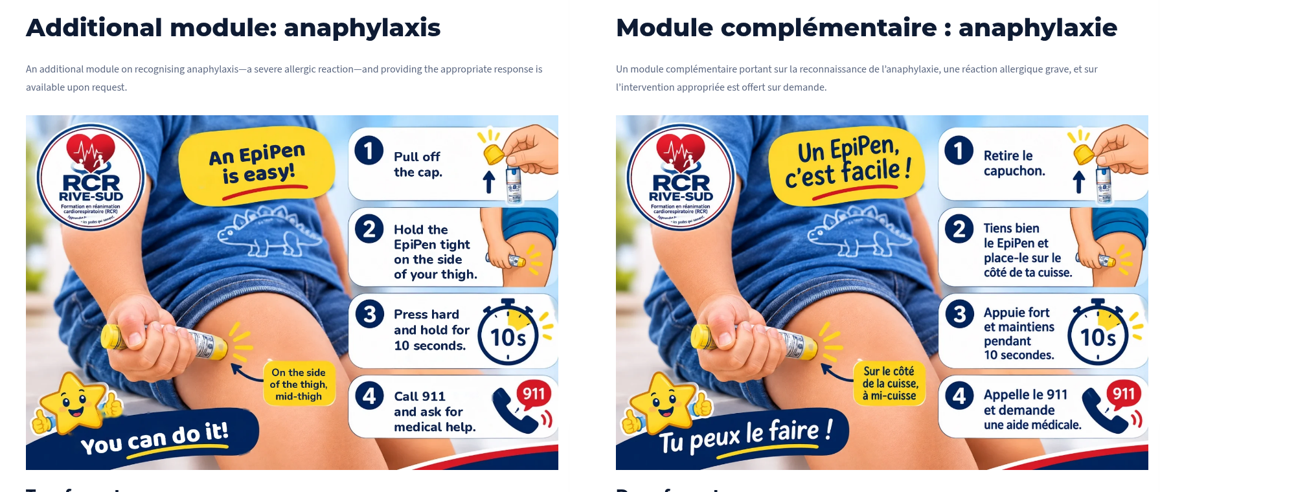 Additional module: anaphylaxis
An additional module on recognising anaphylaxis—a severe allergic reaction—and providing the appropriate response is
available upon request.
RCR
RIVE-SUD
Formation en réanimation
cardiorespiratoire (RCR)
An EpiPen
is easy!
1
Pull off
the cap.
2
Hold the
EpiPen tight
on the side
of your thigh.
3
Press hard
and hold for
10 seconds.
10s
On the side
of the thigh,
mid-thigh
4
Call 911
and ask for
medical help.
911
You can do it!
Module complémentaire : anaphylaxie
Un module complémentaire portant sur la reconnaissance de l’anaphylaxie, une réaction allergique grave, et sur
l’intervention appropriée est offert sur demande.
RCR
RIVE-SUD
Formation en réanimation
cardiorespiratoire (RCR)
Un EpiPen,
c’est facile !
1
Retire le
capuchon.
2
Tiens bien
le EpiPen et
place-le sur le
côté de ta cuisse.
3
Appuie fort
et maintiens
pendant
10 secondes.
10s
Sur le côté
de la cuisse,
à mi-cuisse
4
Appelle le 911
et demande
une aide médicale.
911
Tu peux le faire !